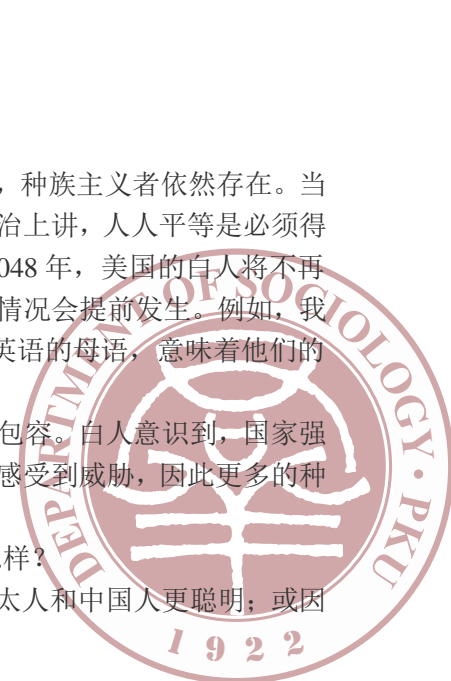 ，种族主义者依然存在。当
治上讲，人人平等是必须得
048 年，美国的白人将不再
情况会提前发生。例如，我
英语的母语，意味着他们的
包容。白人意识到，国家强
感受到威胁，因此更多的种
样？
太人和中国人更聪明；或因
DEPARTMENT OF SOCIOLOGY · PKU
1922